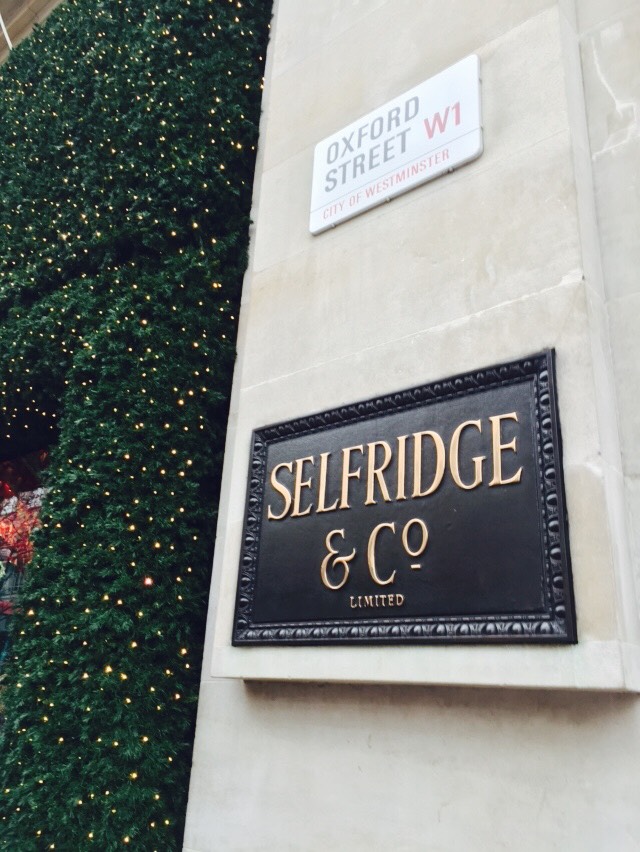 OXFORD
STREET W1
CITY OF WESTMINSTER
SELFRIDGE
& Co
LIMITED